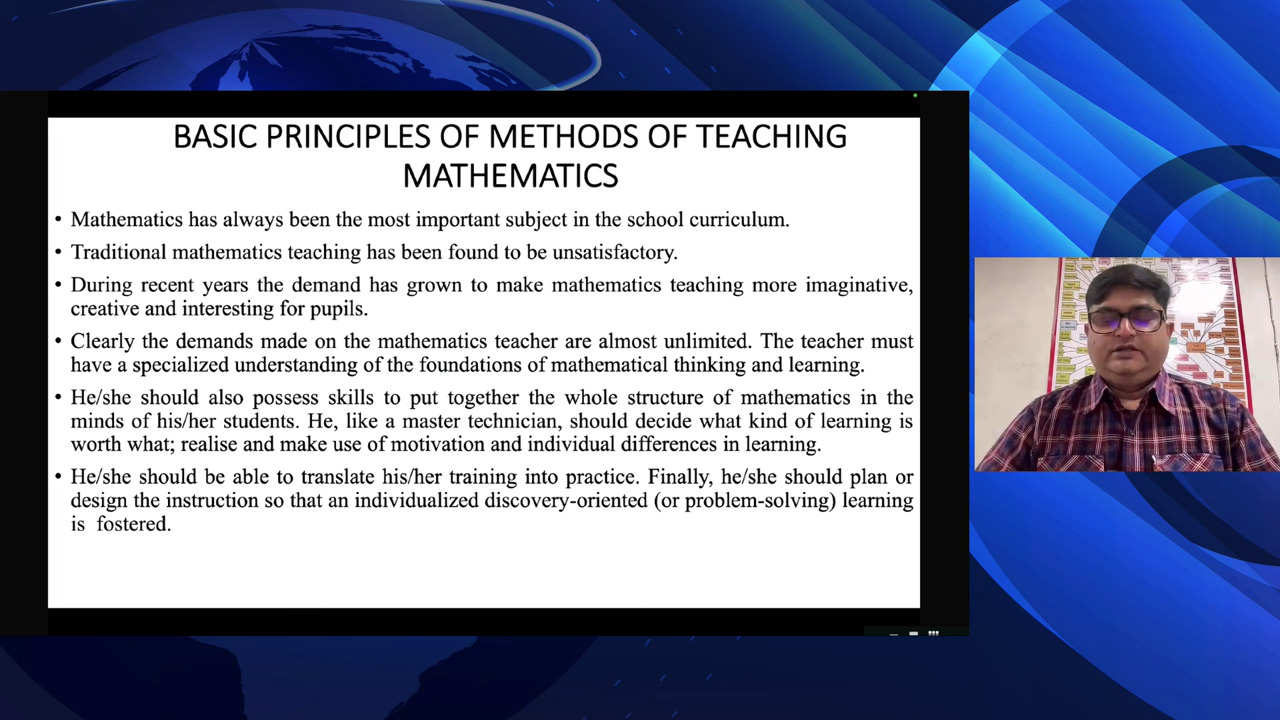 BASIC PRINCIPLES OF METHODS OF TEACHING
MATHEMATICS
• Mathematics has always been the most important subject in the school curriculum.
• Traditional mathematics teaching has been found to be unsatisfactory.
• During recent years the demand has grown to make mathematics teaching more imaginative,
creative and interesting for pupils.
• Clearly the demands made on the mathematics teacher are almost unlimited. The teacher must
have a specialized understanding of the foundations of mathematical thinking and learning.
• He/she should also possess skills to put together the whole structure of mathematics in the
minds of his/her students. He, like a master technician, should decide what kind of learning is
worth what; realise and make use of motivation and individual differences in learning.
• He/she should be able to translate his/her training into practice. Finally, he/she should plan or
design the instruction so that an individualized discovery-oriented (or problem-solving) learning
is fostered.